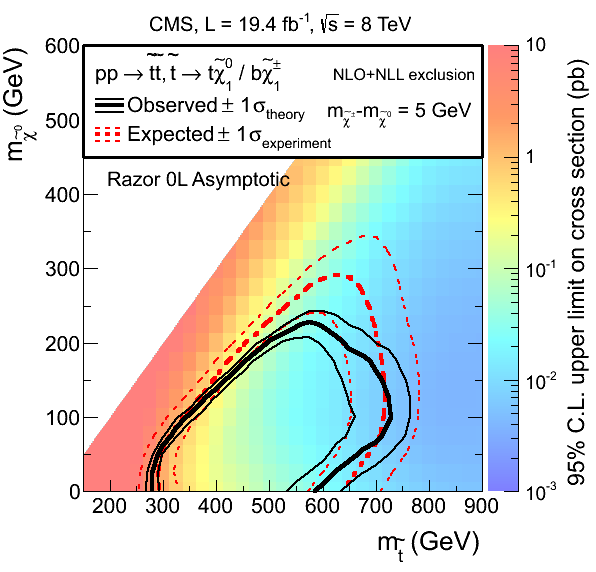 CMS, L = 19.4 fb⁻¹, √s = 8 TeV
pp → t̃t̃, t̃ → tχ̃⁰₁ / bχ̃±₁
NLO+NLL exclusion
Observed ± 1σtheory
mχ̃± - mχ̃⁰ = 5 GeV
Expected ± 1σexperiment
Razor 0L Asymptotic
mχ̃⁰ (GeV)
600
500
400
300
200
100
0
200 300 400 500 600 700 800 900
mt̃ (GeV)
10
1
10⁻¹
10⁻²
10⁻³
95% C.L. upper limit on cross section (pb)